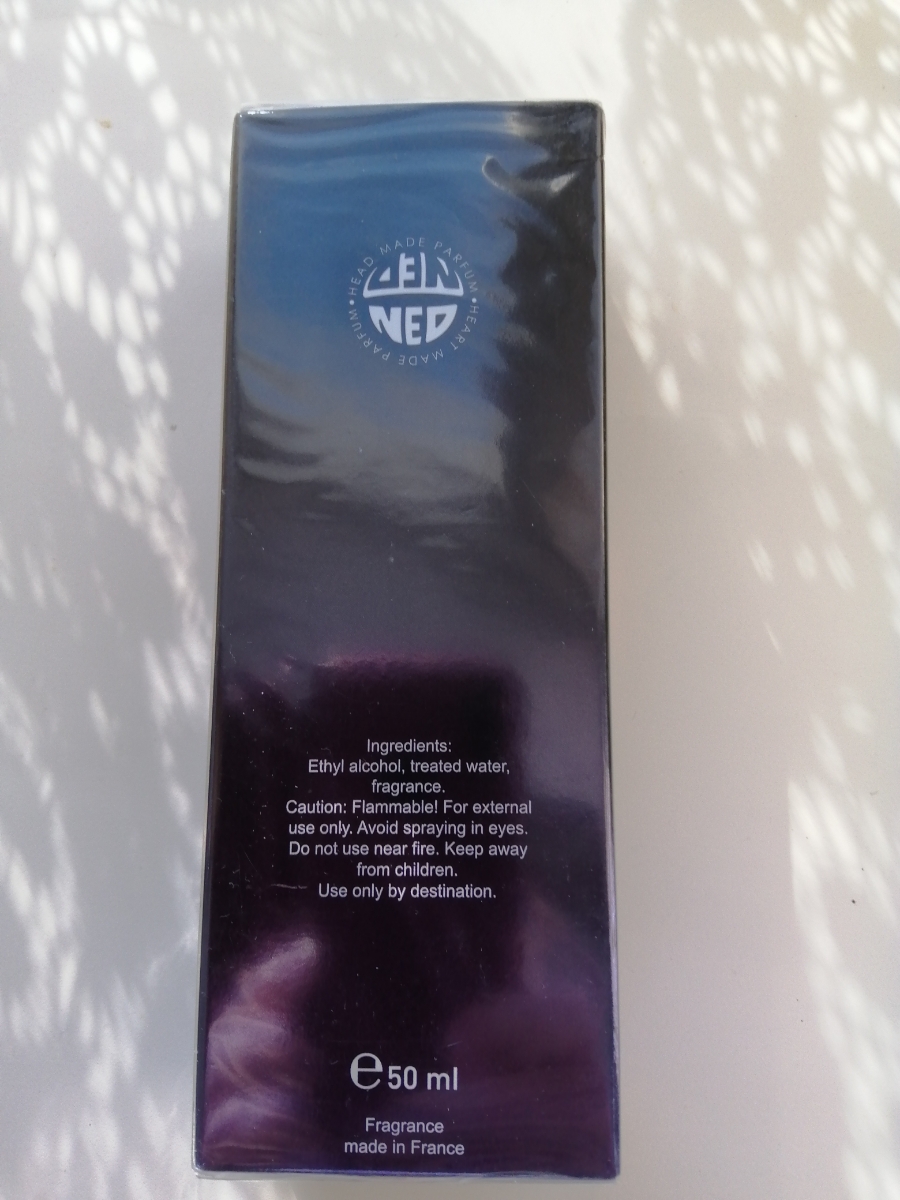 HEAD MADE PARFUM • HEART MADE PARFUM •
NEO
NEO
Ingredients:
Ethyl alcohol, treated water,
fragrance.
Caution: Flammable! For external
use only. Avoid spraying in eyes.
Do not use near fire. Keep away
from children.
Use only by destination.
e50 ml
Fragrance
made in France